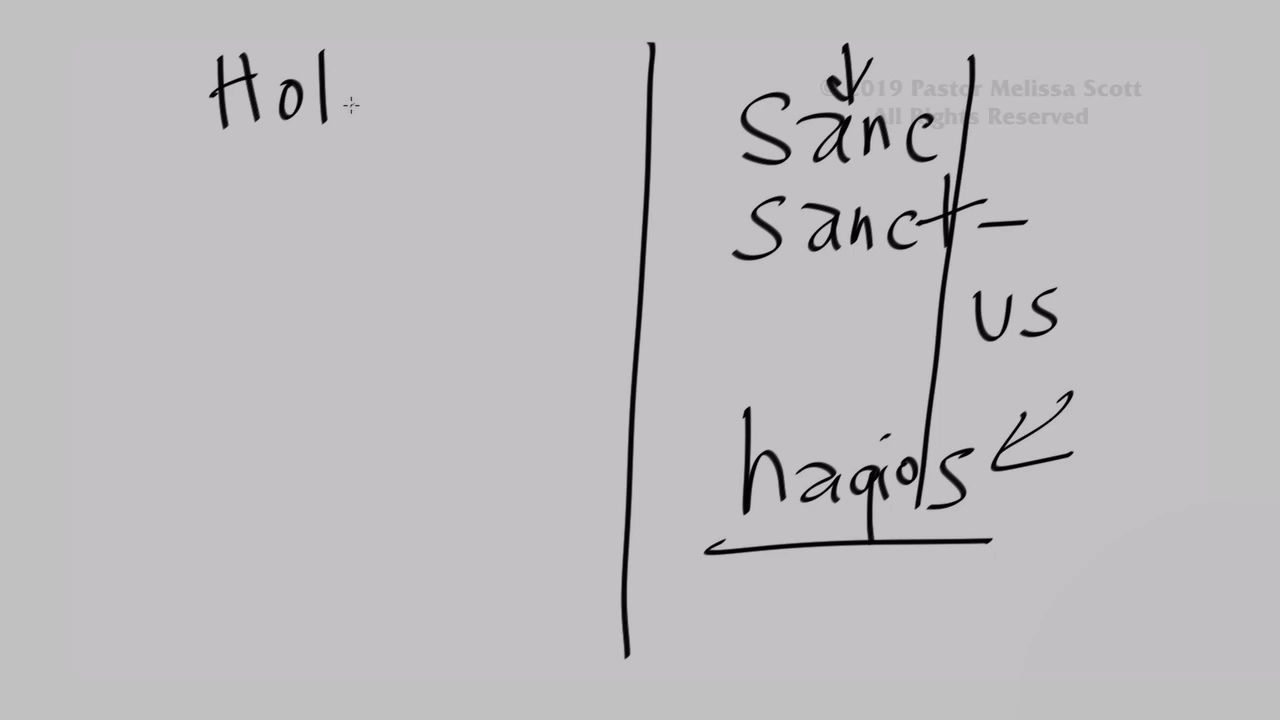 Hol
Sanc
Sanct-
us
hagios
© 2019 Pastor Melissa Scott
All Rights Reserved